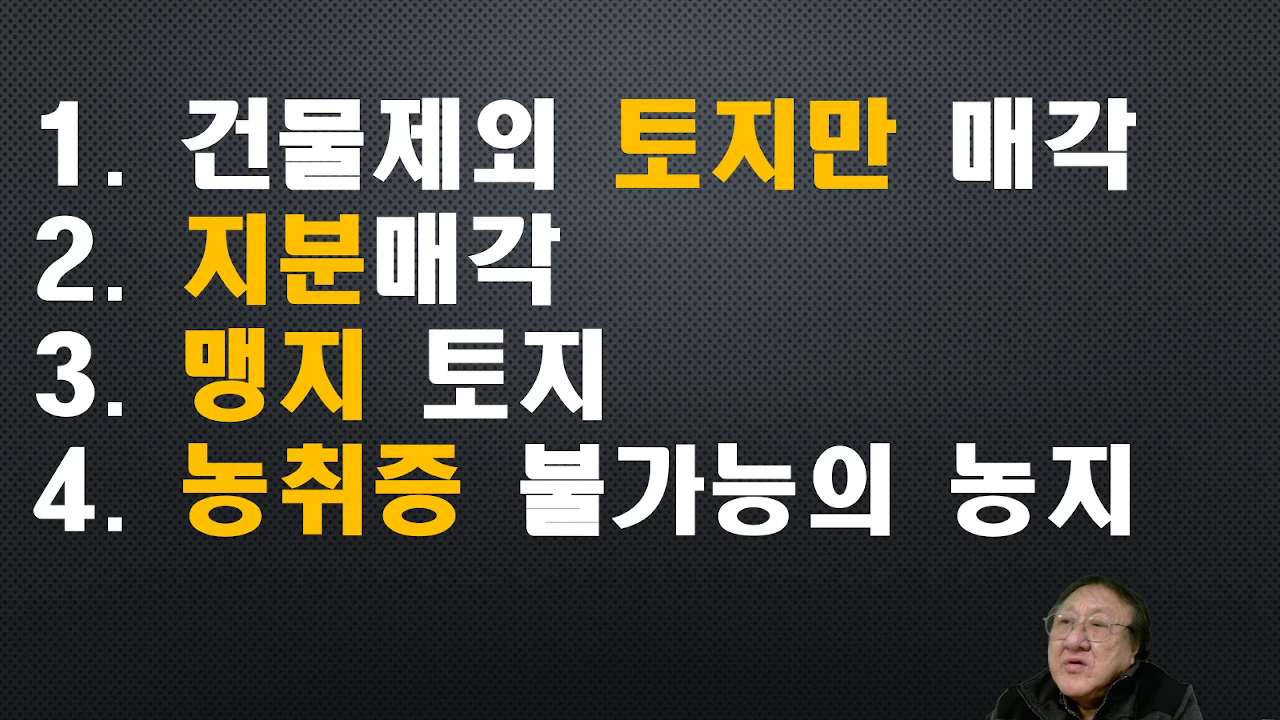 1. 건물제외 토지만 매각
2. 지분매각
3. 맹지 토지
4. 농취증 불가능의 농지